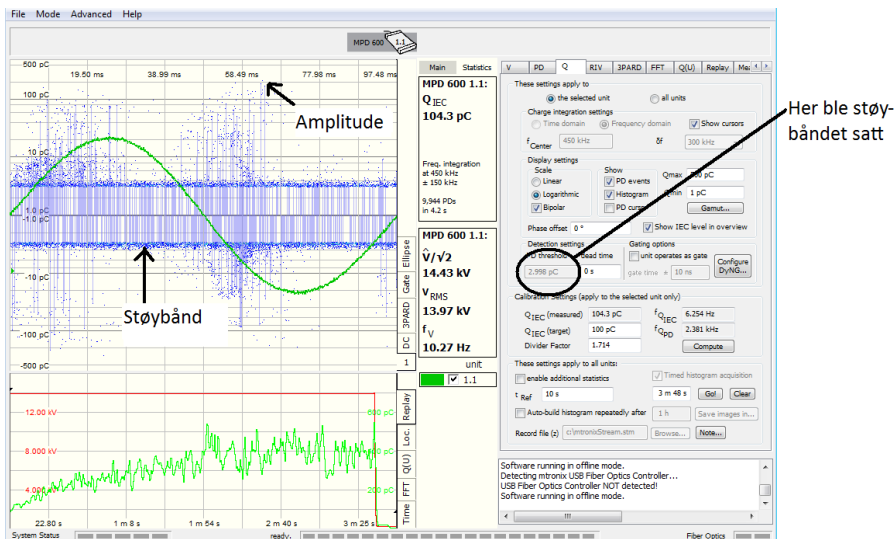 File Mode Advanced Help
MPD 600 1.1:
500 pC
19.50 ms 38.99 ms 58.49 ms 77.98 ms 97.48 ms
100 pC
Amplitude
10 pC
-1.0 pC
-10 pC
Støybånd
-100 pC
-500 pC
Ellipse
Gate
3PARD
DC
1
12.00 kV
8.000 kV
4.000 kV
22.80 s 1 m 8 s 1 m 54 s 2 m 40 s 3 m 25 s
Replay
Loc.
Q(U)
FFT
Time
Main Statistics
MPD 600 1.1:
QIEC
104.3 pC
Freq. integration
at 450 kHz
± 150 kHz
9,944 PDs
in 4.2 s
MPD 600 1.1:
V̂/√2
14.43 kV
VRMS
13.97 kV
fV
10.27 Hz
unit
1.1
V PD Q RIV 3PARD FFT Q(U) Replay
These settings apply to
the selected unit all units
Charge integration settings
Time domain Frequency domain Show cursors
fCenter 450 kHz δf 300 kHz
Display settings
Scale Show
Linear PD events Qmax
Logarithmic Histogram Qmin 1 pC
Bipolar PD cursor Gamut...
Phase offset 0 ° Show IEC level in overview
Detection settings Gating options
threshold dead time unit operates as gate Configure
2.998 pC 0 s gate time ± 10 ns DyNG...
Calibration Settings (apply to the selected unit only)
QIEC (measured) 104.3 pC fQIEC 6.254 Hz
QIEC (target) 100 pC fQPD 2.381 kHz
Divider Factor 1.714 Compute
These settings apply to all units:
enable additional statistics Timed histogram acquisition
tRef 10 s 3 m 48 s Go! Clear
Auto-build histogram repeatedly after 1 h Save images in...
Record file (z) c:\mtronixStream.stm Browse... Note...
Software running in offline mode.
Detecting mtronix USB Fiber Optics Controller...
USB Fiber Optics Controller NOT detected!
Software running in offline mode.
System Status ready. Fiber Optics
Her ble støy-
båndet satt